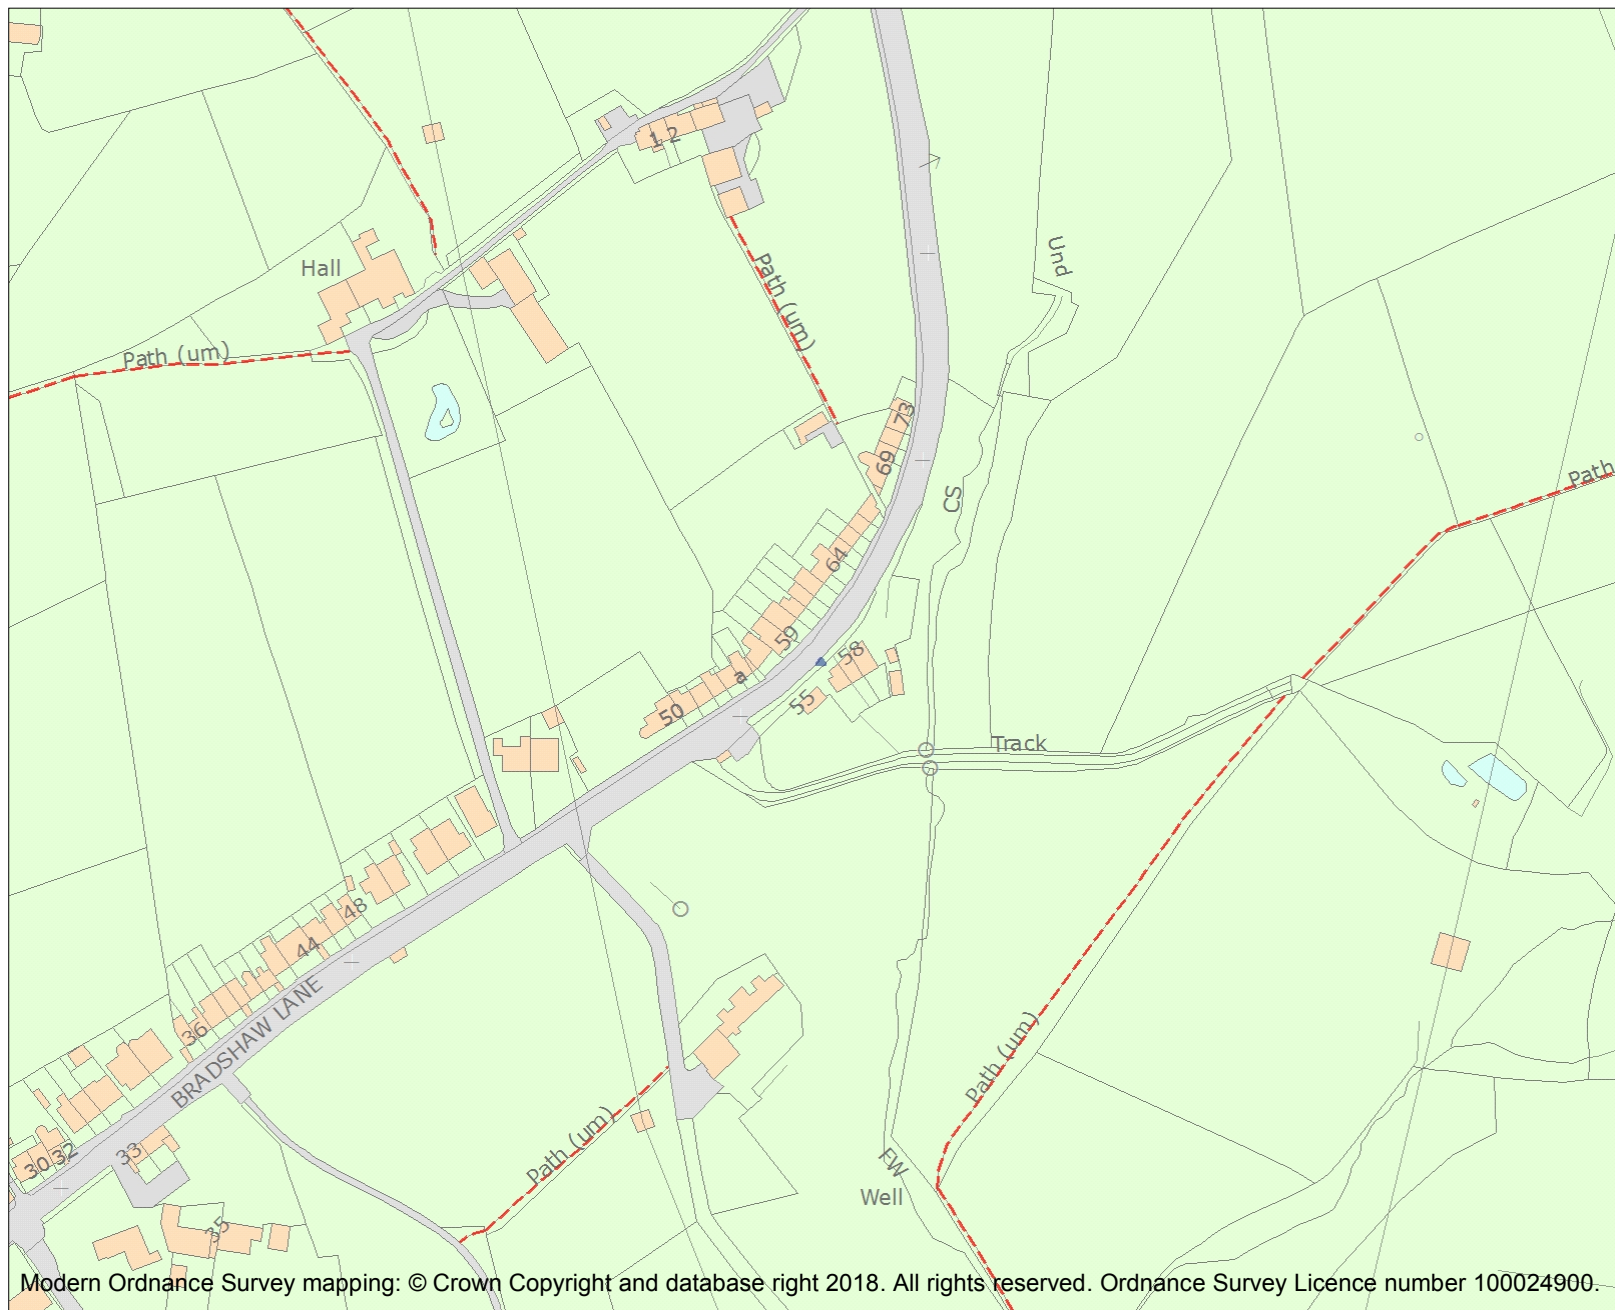 1 2
Und
Hall
Path (um)
Path (um)
73
69
Path
CS
64
59
58
a
55
50
Track
48
44
36
BRADSHAW LANE
Path (um)
Path (um)
30 32
33
FW
Well
35
Modern Ordnance Survey mapping: © Crown Copyright and database right 2018. All rights reserved. Ordnance Survey Licence number 100024900.